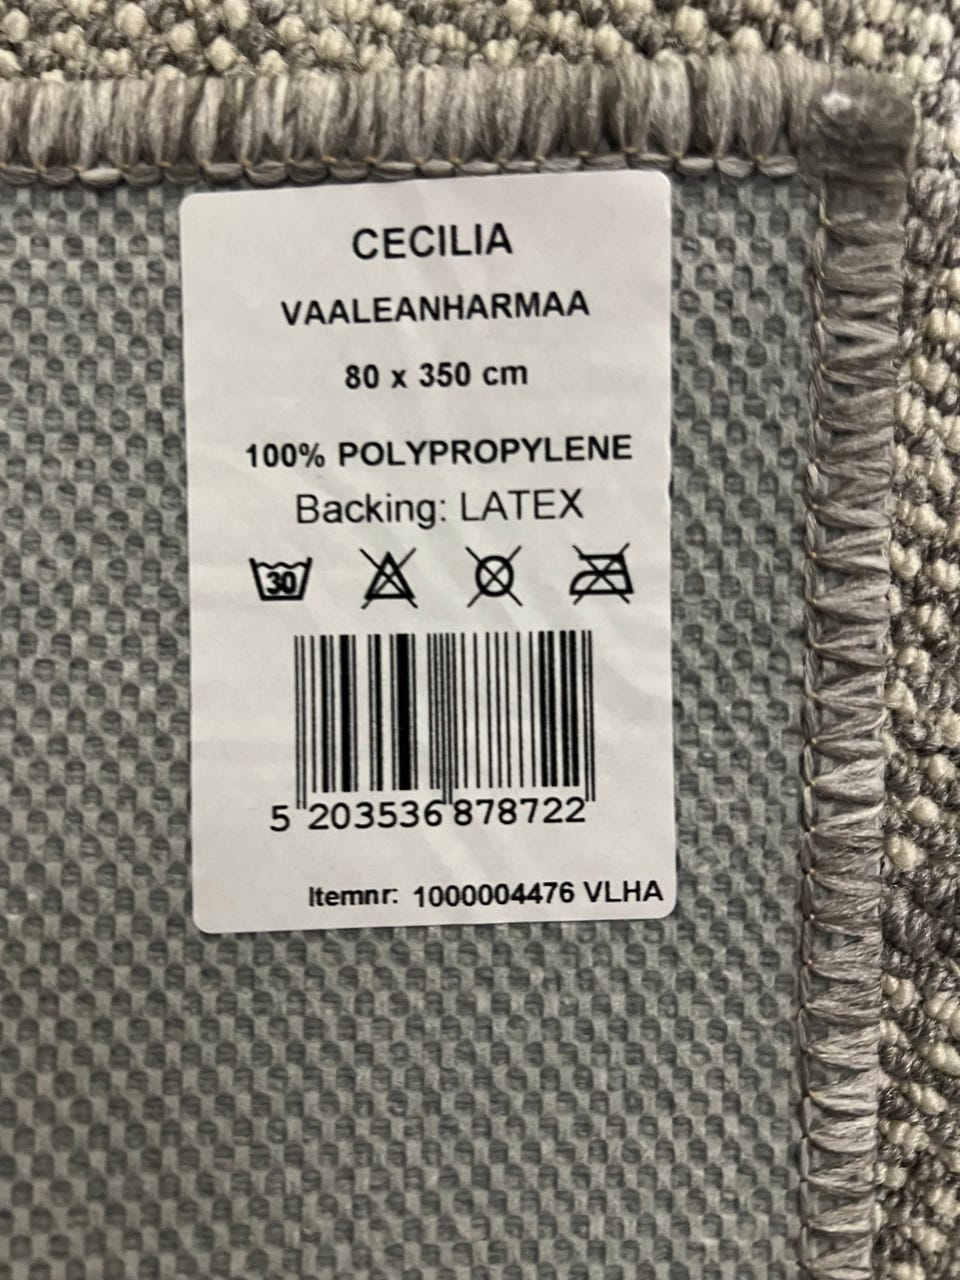 CECILIA
VAALEANHARMAA
80 x 350 cm
100% POLYPROPYLENE
Backing: LATEX
30
5 203536 878722
Itemnr: 1000004476 VLHA